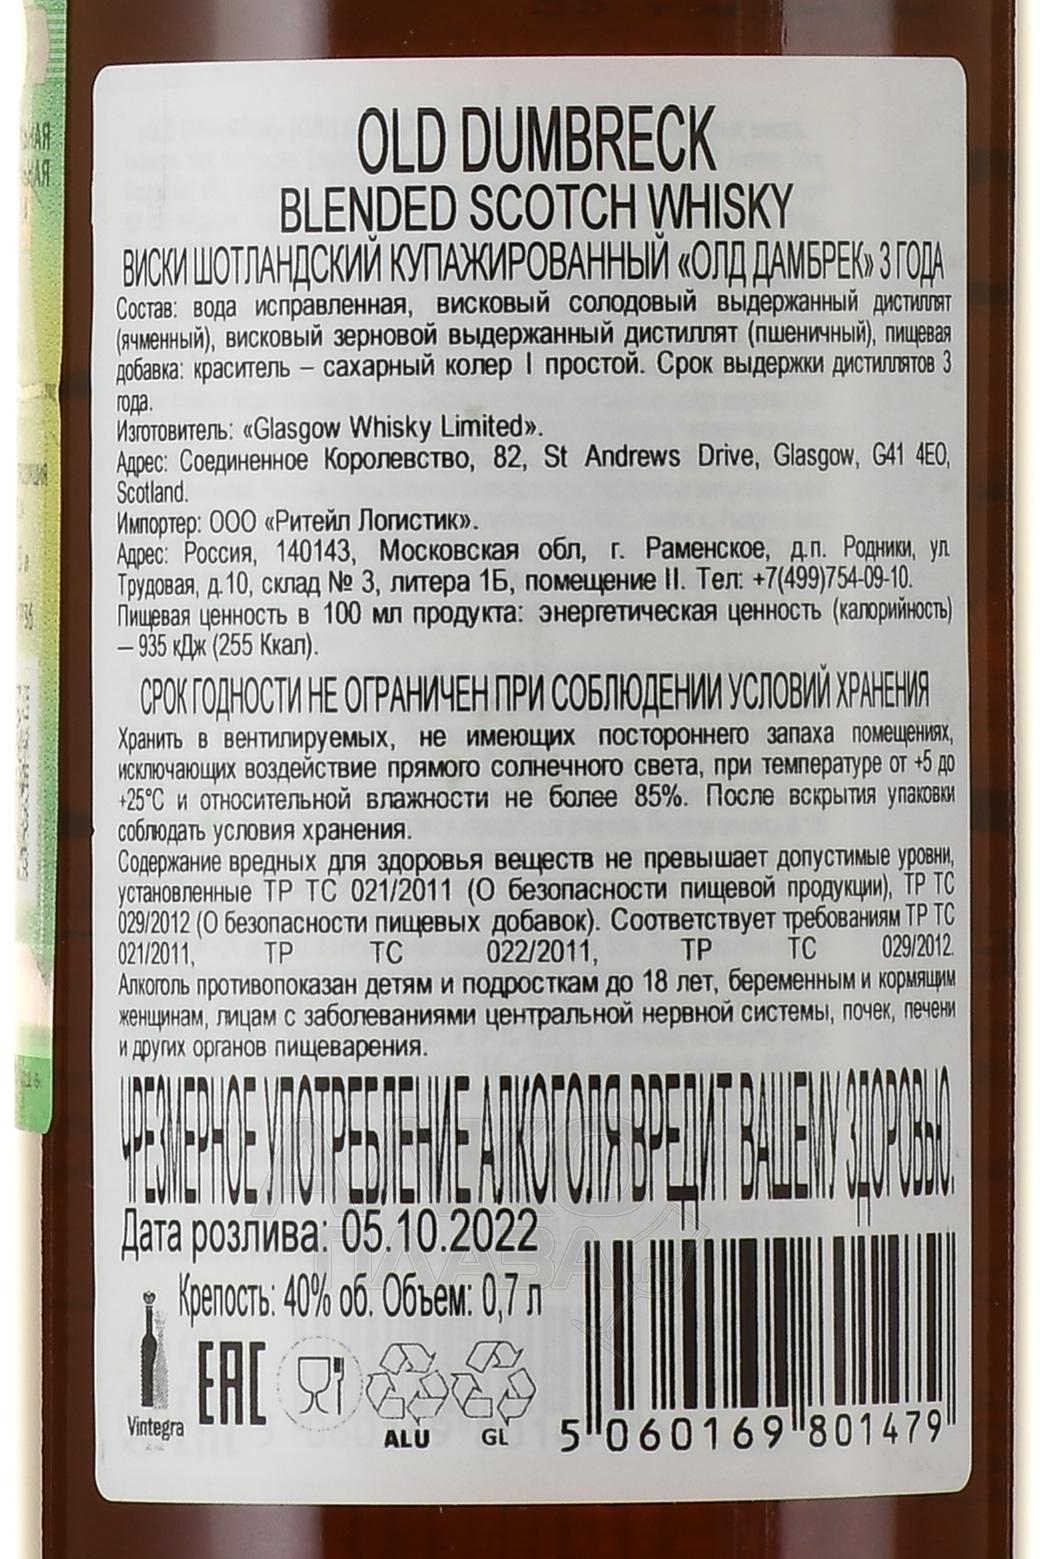 OLD DUMBRECK
BLENDED SCOTCH WHISKY
ВИСКИ ШОТЛАНДСКИЙ КУПАЖИРОВАННЫЙ «ОЛД ДАМБРЕК» 3 ГОДА
Состав: вода исправленная, висковый солодовый выдержанный дистиллят
(ячменный), висковый зерновой выдержанный дистиллят (пшеничный), пищевая
добавка: краситель – сахарный колер I простой. Срок выдержки дистиллятов 3
года.
Изготовитель: «Glasgow Whisky Limited».
Адрес: Соединенное Королевство, 82, St Andrews Drive, Glasgow, G41 4EO,
Scotland.
Импортер: ООО «Ритейл Логистик».
Адрес: Россия, 140143, Московская обл, г. Раменское, д.п. Родники, ул.
Трудовая, д.10, склад № 3, литера 1Б, помещение II. Тел: +7(499)754-09-10.
Пищевая ценность в 100 мл продукта: энергетическая ценность (калорийность)
– 935 кДж (255 Ккал).
СРОК ГОДНОСТИ НЕ ОГРАНИЧЕН ПРИ СОБЛЮДЕНИИ УСЛОВИЙ ХРАНЕНИЯ
Хранить в вентилируемых, не имеющих постороннего запаха помещениях,
исключающих воздействие прямого солнечного света, при температуре от +5 до
+25°С и относительной влажности не более 85%. После вскрытия упаковки
соблюдать условия хранения.
Содержание вредных для здоровья веществ не превышает допустимые уровни,
установленные ТР ТС 021/2011 (О безопасности пищевой продукции), ТР ТС
029/2012 (О безопасности пищевых добавок). Соответствует требованиям ТР ТС
021/2011, ТР ТС 022/2011, ТР ТС 029/2012.
Алкоголь противопоказан детям и подросткам до 18 лет, беременным и кормящим
женщинам, лицам с заболеваниями центральной нервной системы, почек, печени
и других органов пищеварения.
ЧРЕЗМЕРНОЕ УПОТРЕБЛЕНИЕ АЛКОГОЛЯ ВРЕДИТ ВАШЕМУ ЗДОРОВЬЮ.
Дата розлива: 05.10.2022
Крепость: 40% об. Объем: 0,7 л
Vintegra
EAC
ALU
GL
5 060169 801479
АЛКО
ПЛАЗА